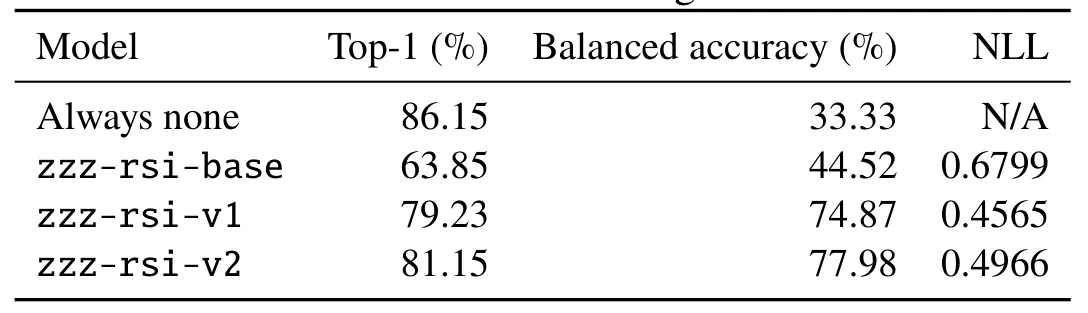 Model Top-1 (%) Balanced accuracy (%) NLL
Always none 86.15 33.33 N/A
zzz-rsi-base 63.85 44.52 0.6799
zzz-rsi-v1 79.23 74.87 0.4565
zzz-rsi-v2 81.15 77.98 0.4966